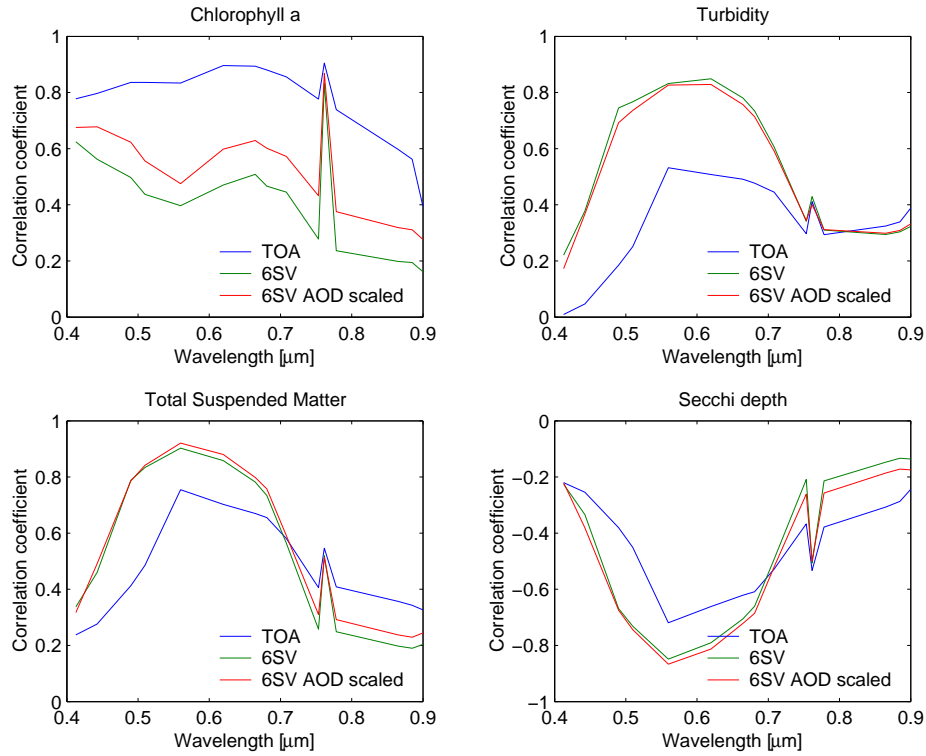 Chlorophyll a
1
0.8
0.6
0.4
0.2
0
Correlation coefficient
TOA
6SV
6SV AOD scaled
0.4 0.5 0.6 0.7 0.8 0.9
Wavelength [μm]
Turbidity
1
0.8
0.6
0.4
0.2
0
Correlation coefficient
TOA
6SV
6SV AOD scaled
0.4 0.5 0.6 0.7 0.8 0.9
Wavelength [μm]
Total Suspended Matter
1
0.8
0.6
0.4
0.2
0
Correlation coefficient
TOA
6SV
6SV AOD scaled
0.4 0.5 0.6 0.7 0.8 0.9
Wavelength [μm]
Secchi depth
0
−0.2
−0.4
−0.6
−0.8
−1
Correlation coefficient
TOA
6SV
6SV AOD scaled
0.4 0.5 0.6 0.7 0.8 0.9
Wavelength [μm]